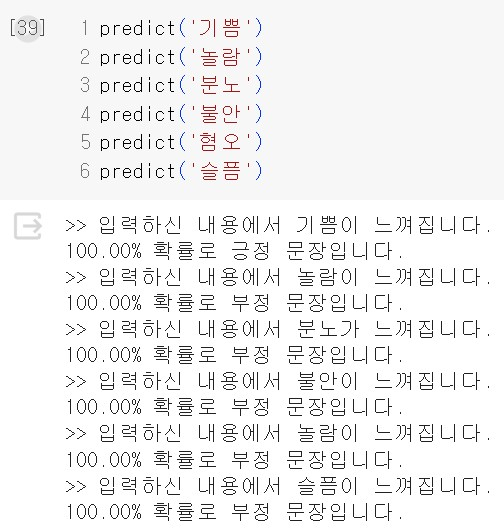 [39]
1 predict('기쁨')
2 predict('놀람')
3 predict('분노')
4 predict('불안')
5 predict('혐오')
6 predict('슬픔')
>> 입력하신 내용에서 기쁨이 느껴집니다.
100.00% 확률로 긍정 문장입니다.
>> 입력하신 내용에서 놀람이 느껴집니다.
100.00% 확률로 부정 문장입니다.
>> 입력하신 내용에서 분노가 느껴집니다.
100.00% 확률로 부정 문장입니다.
>> 입력하신 내용에서 불안이 느껴집니다.
100.00% 확률로 부정 문장입니다.
>> 입력하신 내용에서 놀람이 느껴집니다.
100.00% 확률로 부정 문장입니다.
>> 입력하신 내용에서 슬픔이 느껴집니다.
100.00% 확률로 부정 문장입니다.